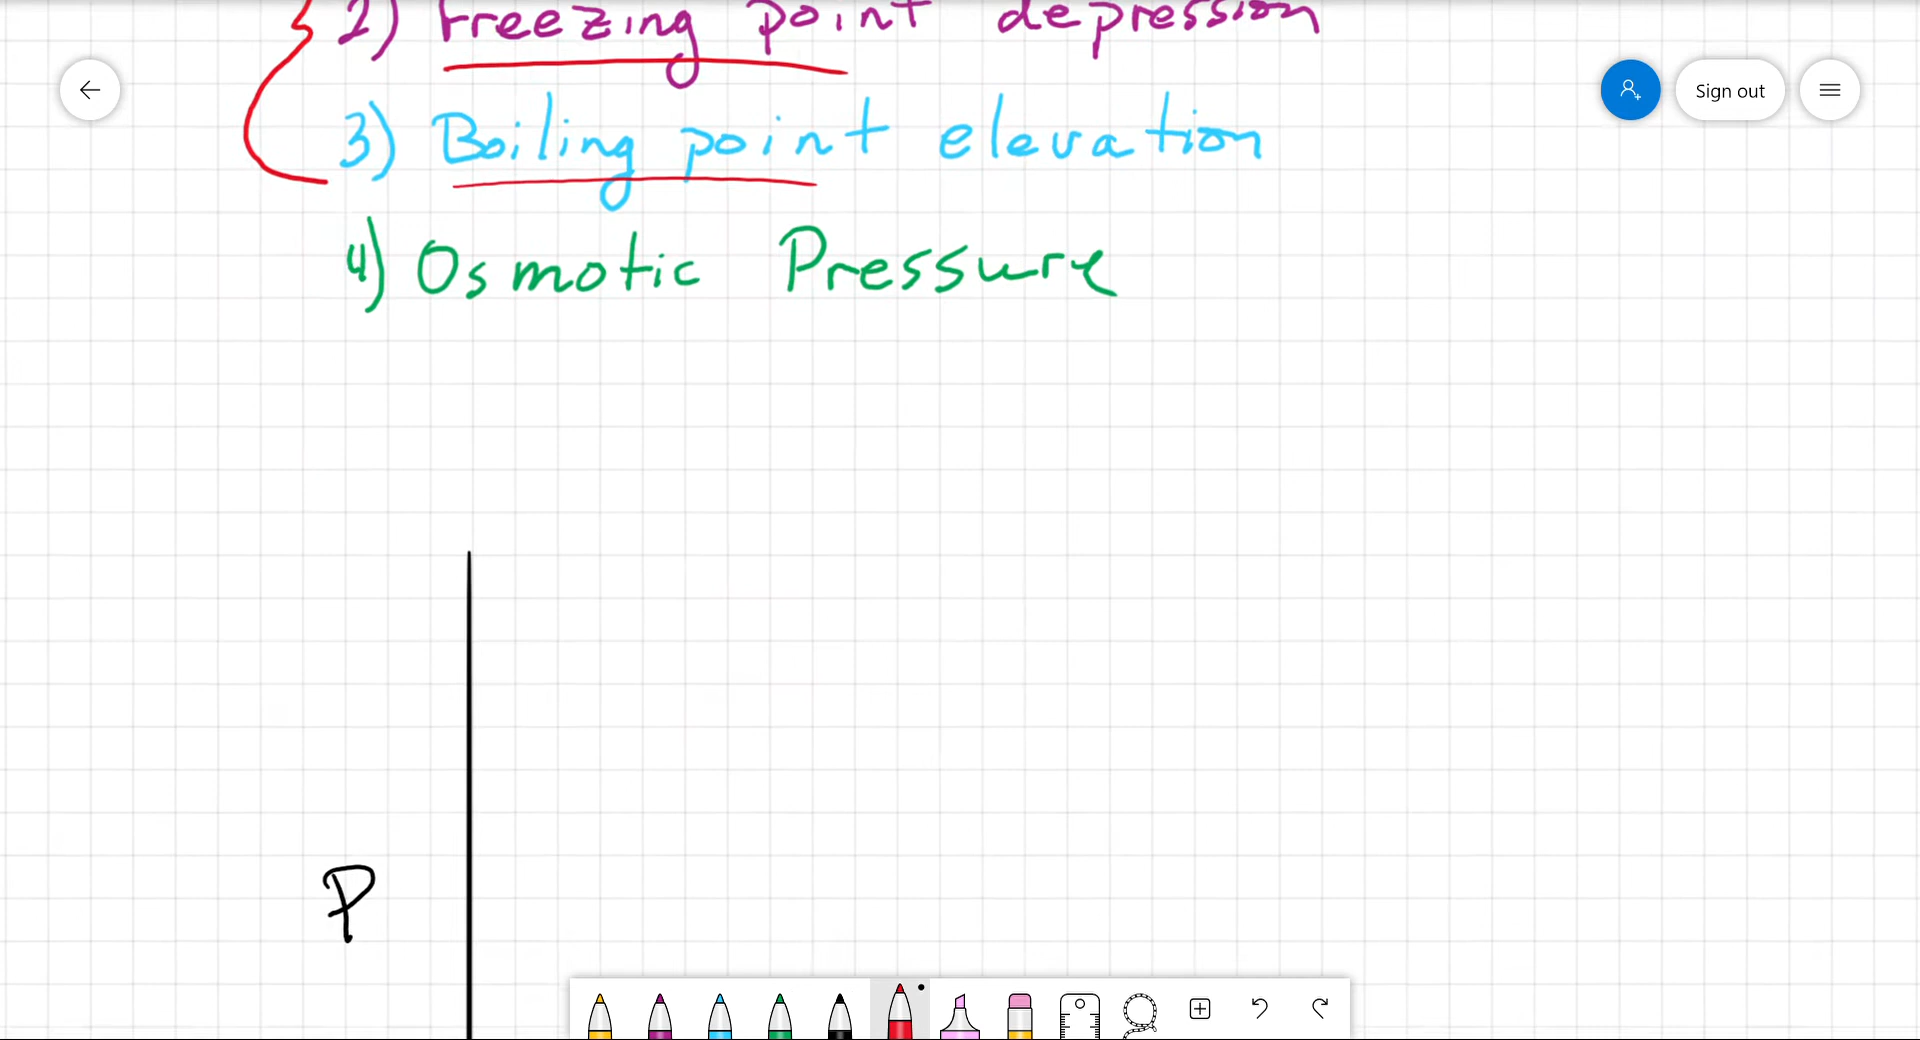 2) Freezing point depression
3) Boiling point elevation
Sign out
4) Osmotic Pressure
P